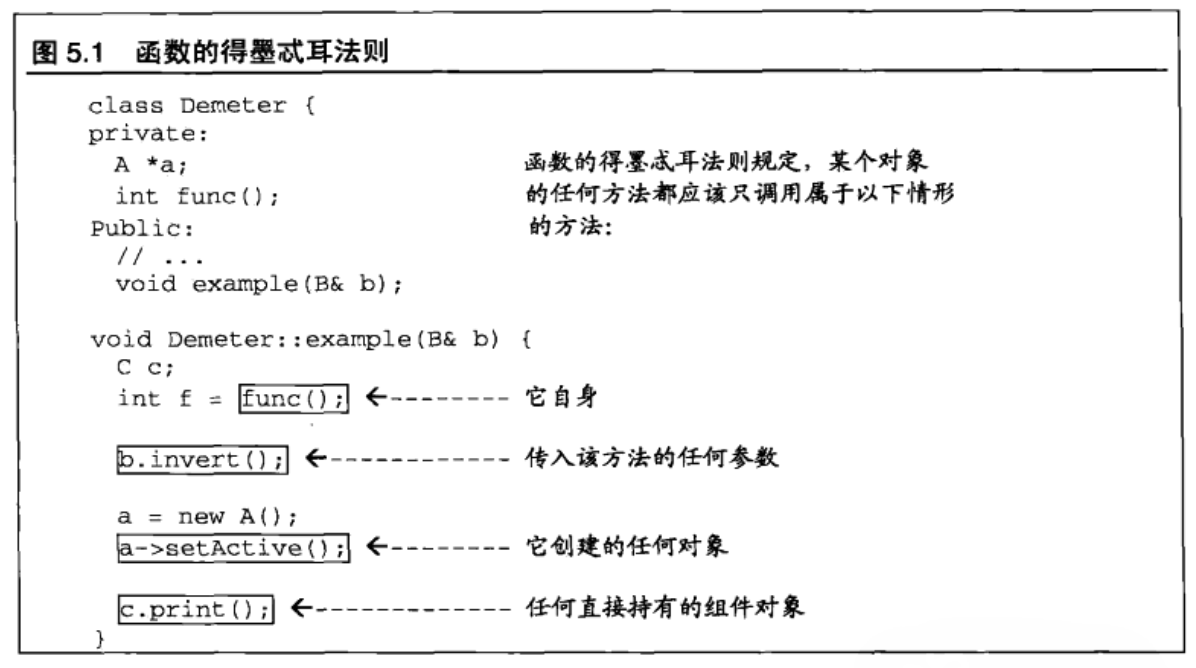 图 5.1 函数的得墨忒耳法则
class Demeter {
private:
A *a;
int func();
Public:
// ...
void example(B& b);
函数的得墨忒耳法则规定，某个对象
的任何方法都应该只调用属于以下情形
的方法：
void Demeter::example(B& b) {
C c;
int f = func(); ←-------- 它自身
b.invert(); ←------------ 传入该方法的任何参数
a = new A();
a->setActive(); ←-------- 它创建的任何对象
c.print(); ←------------- 任何直接持有的组件对象
}